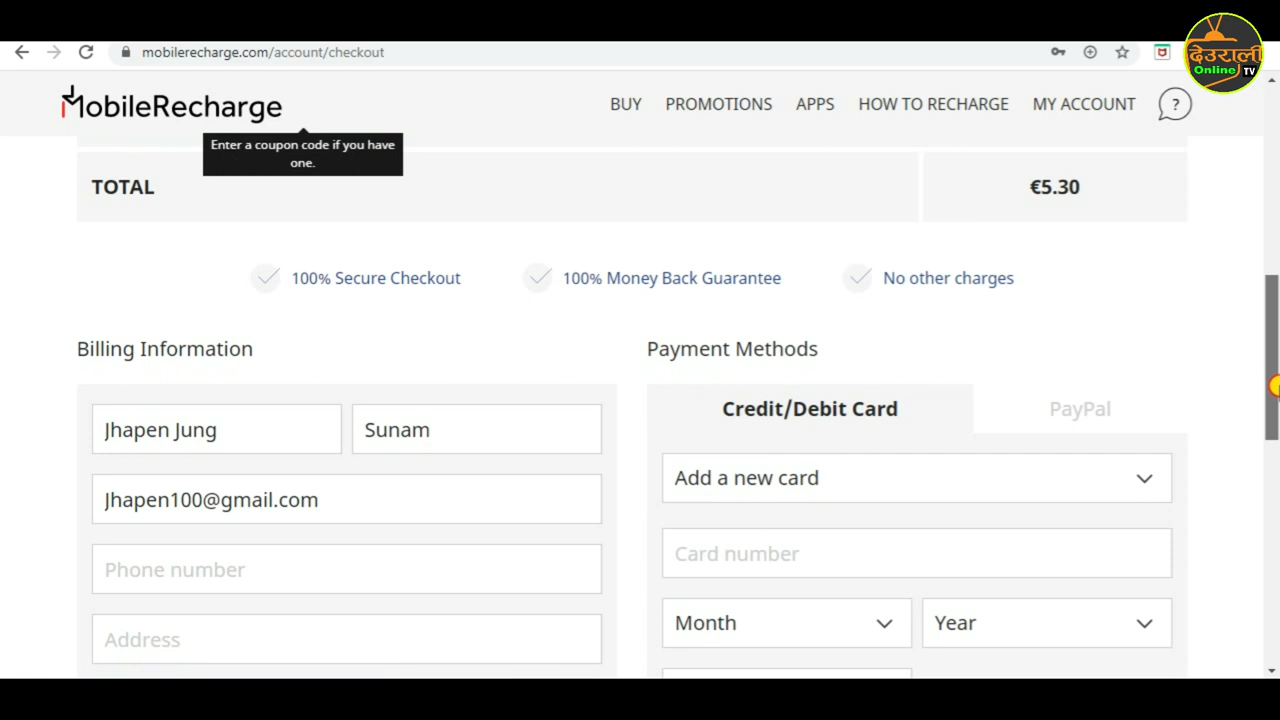 mobilerecharge.com/account/checkout
देउराली
Online TV
MobileRecharge
BUY PROMOTIONS APPS HOW TO RECHARGE MY ACCOUNT ?
Enter a coupon code if you have
one.
TOTAL €5.30
100% Secure Checkout 100% Money Back Guarantee No other charges
Billing Information
Jhapen Jung Sunam
Jhapen100@gmail.com
Phone number
Address
Payment Methods
Credit/Debit Card PayPal
Add a new card
Card number
Month Year